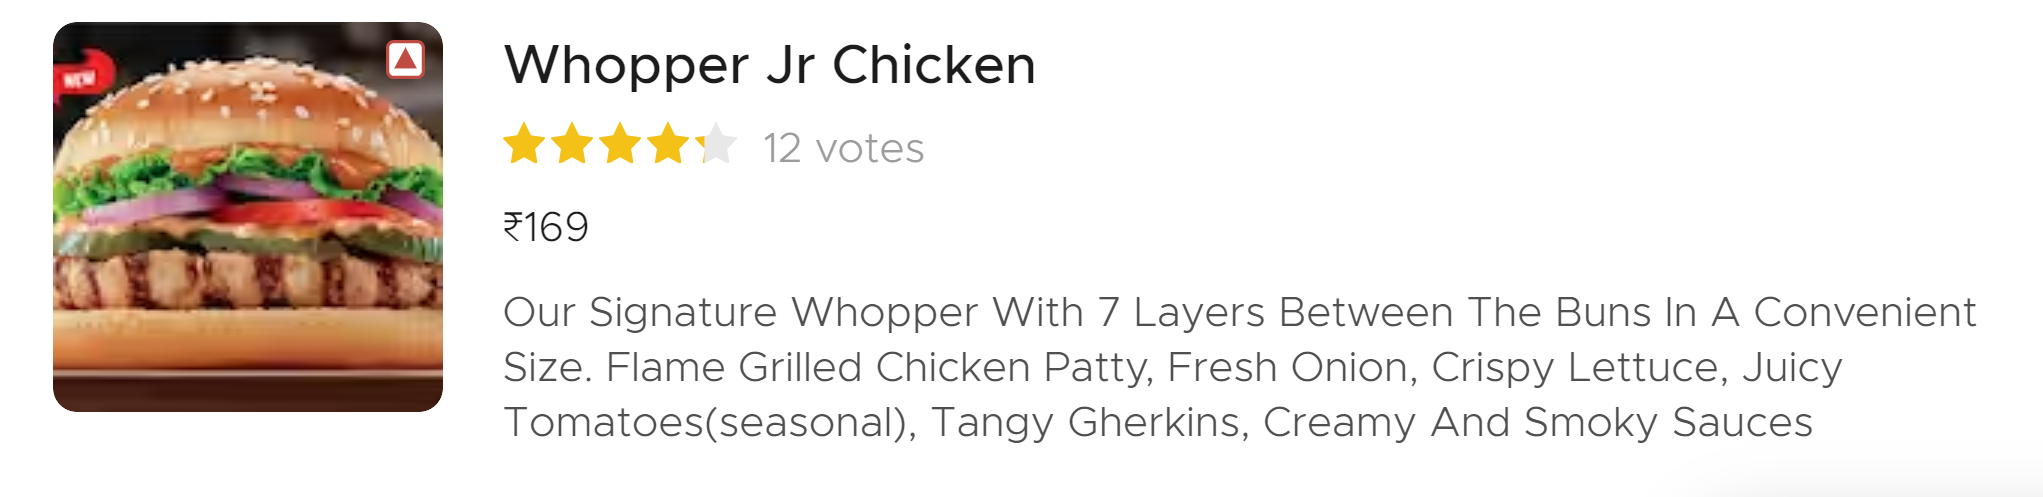 NEW
Whopper Jr Chicken
12 votes
₹169
Our Signature Whopper With 7 Layers Between The Buns In A Convenient
Size. Flame Grilled Chicken Patty, Fresh Onion, Crispy Lettuce, Juicy
Tomatoes(seasonal), Tangy Gherkins, Creamy And Smoky Sauces